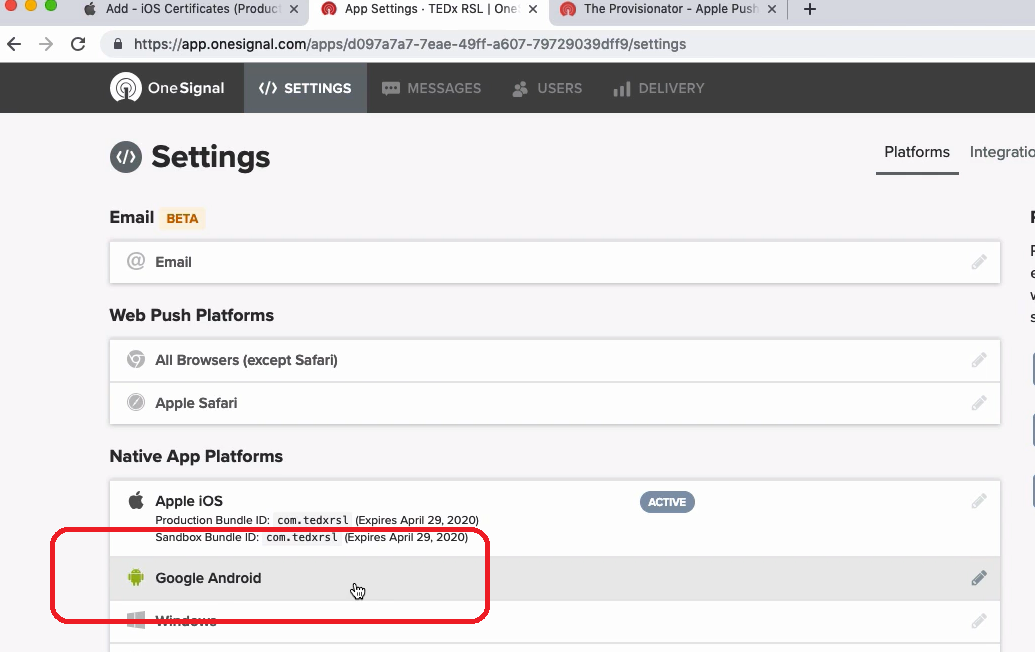 Add - iOS Certificates (Product
App Settings · TEDx RSL | One
The Provisionator - Apple Push
https://app.onesignal.com/apps/d097a7a7-7eae-49ff-a607-79729039dff9/settings
OneSignal
</> SETTINGS
MESSAGES
USERS
DELIVERY
Settings
Platforms
Integratio
Email BETA
@ Email
Web Push Platforms
All Browsers (except Safari)
Apple Safari
Native App Platforms
Apple iOS
ACTIVE
Production Bundle ID: com.tedxrsl (Expires April 29, 2020)
Sandbox Bundle ID: com.tedxrsl (Expires April 29, 2020)
Google Android
Windows